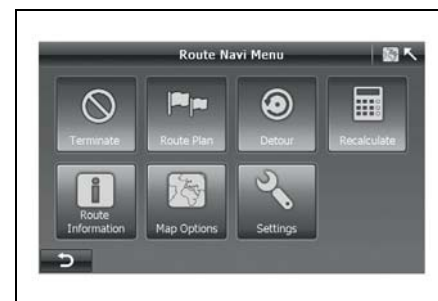 Route Navi Menu
Terminate
Route Plan
Detour
Recalculate
Route
Information
Map Options
Settings